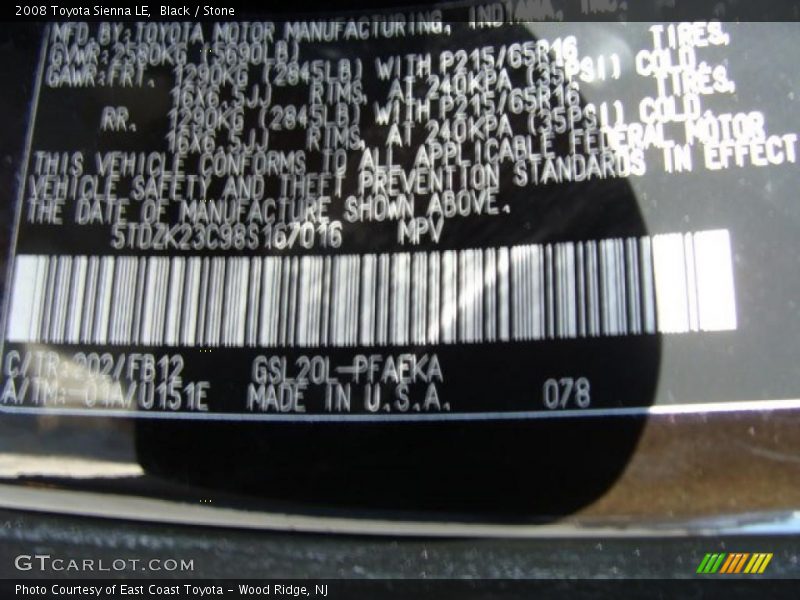 2008 Toyota Sienna LE, Black / Stone
MFD BY: TOYOTA MOTOR MANUFACTURING, INDIANA, INC.
GVWR: 2580KG (5690LB)
GAWR: FRT. 1290KG (2845LB) WITH P215/65R16 TIRES,
16X6.5JJ RIMS, AT 240KPA (35PSI) COLD.
RR. 1290KG (2845LB) WITH P215/65R16 TIRES,
16X6.5JJ RIMS, AT 240KPA (35PSI) COLD.
THIS VEHICLE CONFORMS TO ALL APPLICABLE FEDERAL MOTOR
VEHICLE SAFETY AND THEFT PREVENTION STANDARDS IN EFFECT
THE DATE OF MANUFACTURE SHOWN ABOVE.
5TDZK23C98S167016 MPV
C/TR: 202/FB12 GSL20L-PFAEKA
A/TM: -01A/U151E MADE IN U.S.A. 078
GTCARLOT.COM
Photo Courtesy of East Coast Toyota – Wood Ridge, NJ